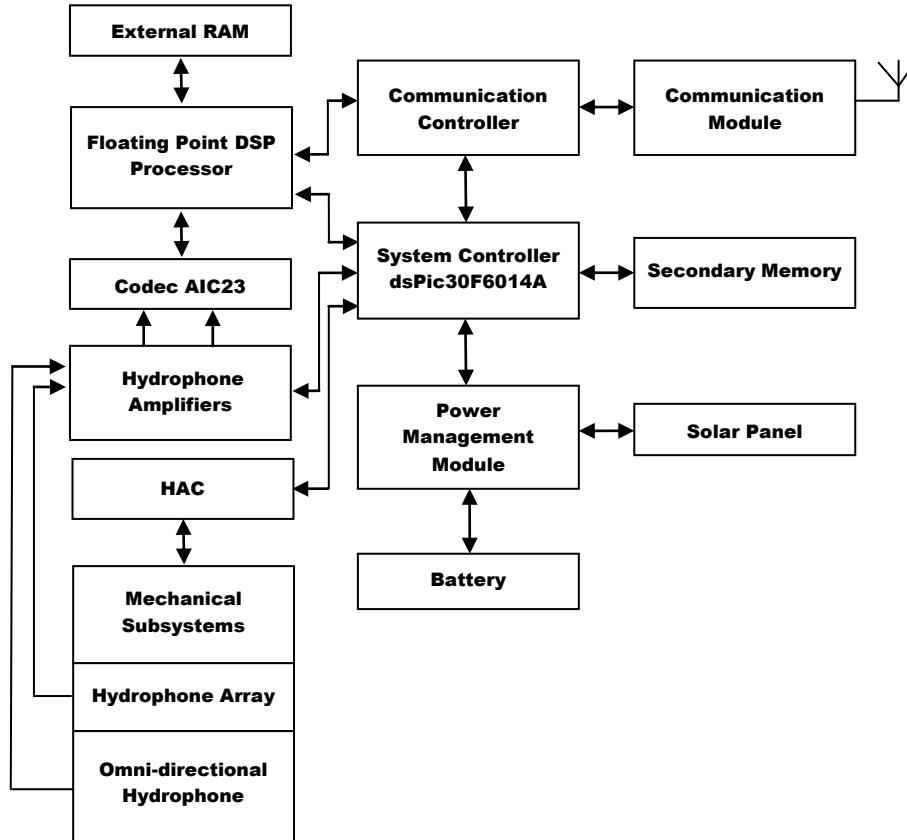 External RAM
Floating Point DSP
Processor
Codec AIC23
Hydrophone
Amplifiers
HAC
Mechanical
Subsystems
Hydrophone Array
Omni-directional
Hydrophone
Communication
Controller
System Controller
dsPic30F6014A
Power
Management
Module
Battery
Communication
Module
Secondary Memory
Solar Panel